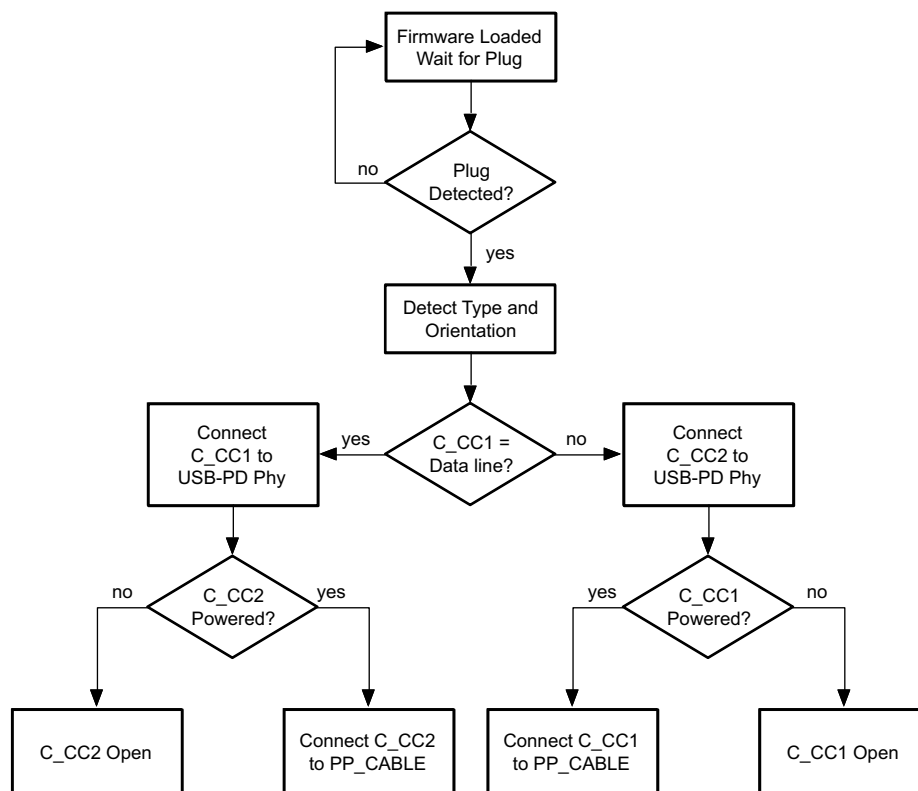 Firmware Loaded
Wait for Plug
no
Plug
Detected?
yes
Detect Type and
Orientation
Connect
C_CC1 to
USB-PD Phy
yes
C_CC1 =
Data line?
no
Connect
C_CC2 to
USB-PD Phy
no
C_CC2
Powered?
yes
yes
C_CC1
Powered?
no
C_CC2 Open
Connect C_CC2
to PP_CABLE
Connect C_CC1
to PP_CABLE
C_CC1 Open